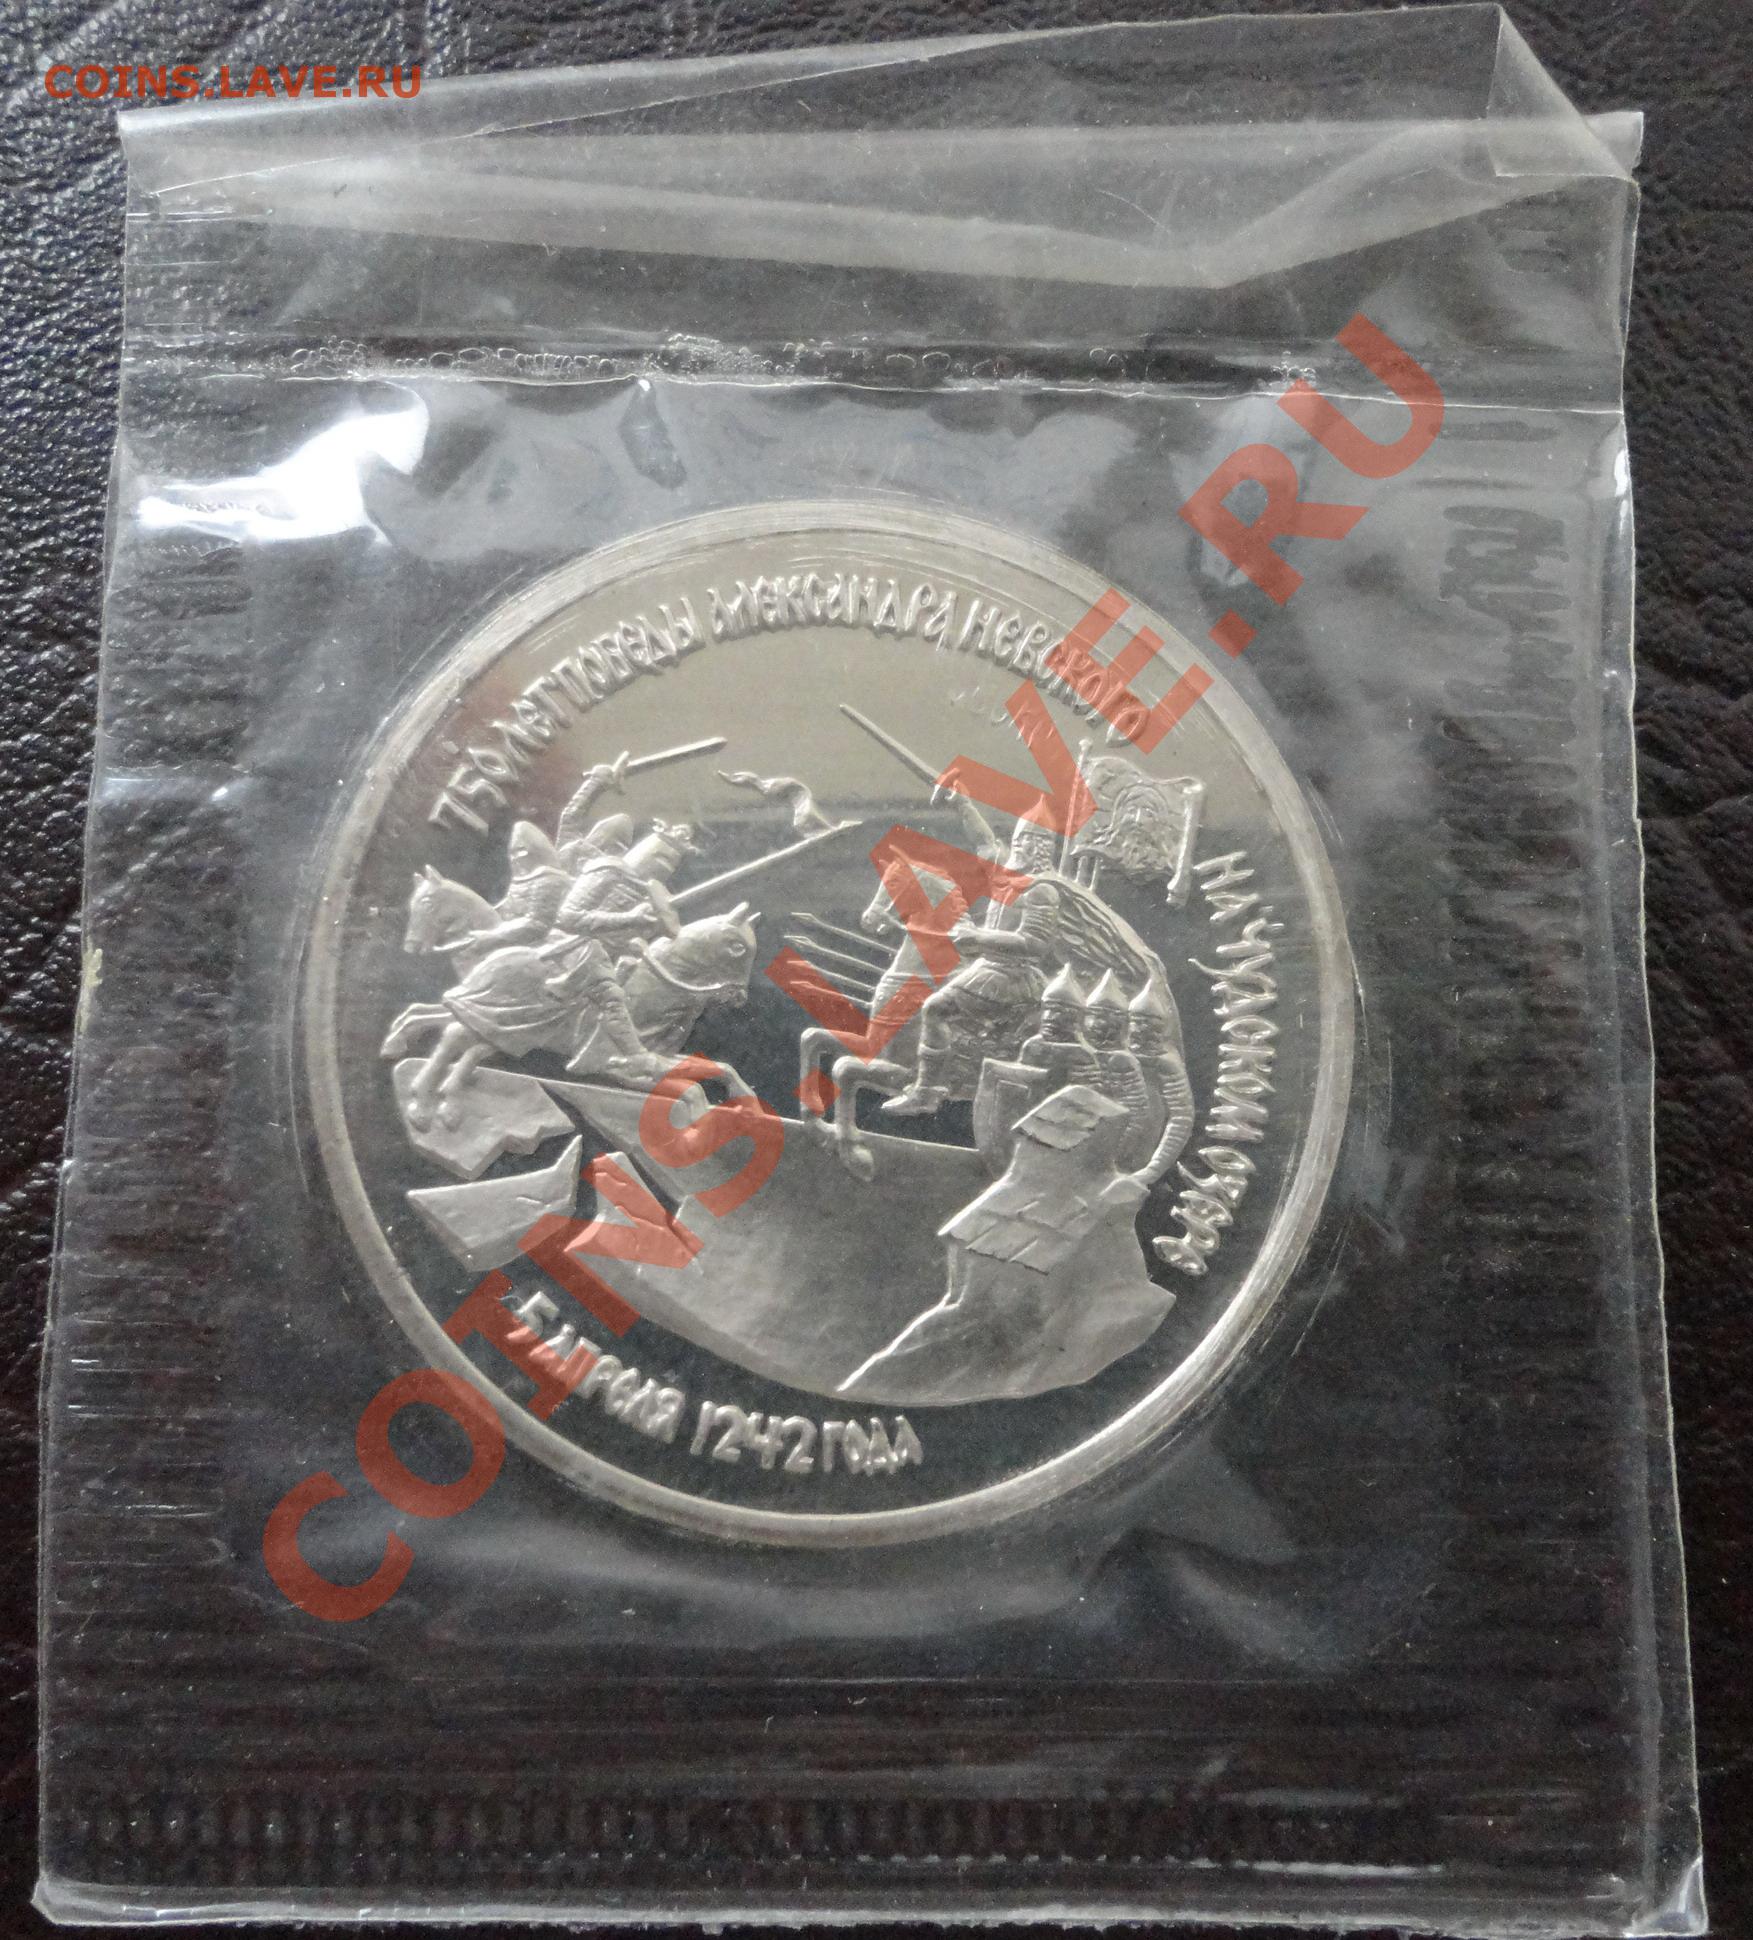 COINS.LAVE.RU
750 ЛЕТ ПОБЕДЫ АЛЕКСАНДРА НЕВСКОГО
НА ЧУДСКОМ ОЗЕРЕ
5 АПРЕЛЯ 1242 ГОДА
COINS.LAVE.RU